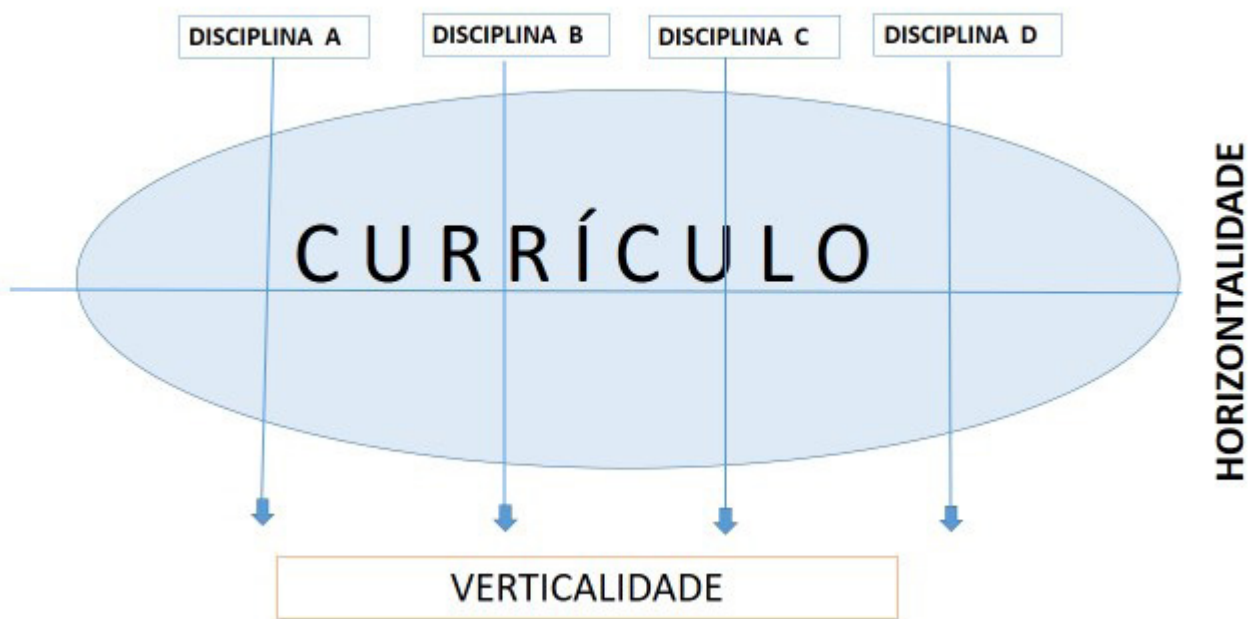 DISCIPLINA A
DISCIPLINA B
DISCIPLINA C
DISCIPLINA D
CURRÍCULO
HORIZONTALIDADE
VERTICALIDADE